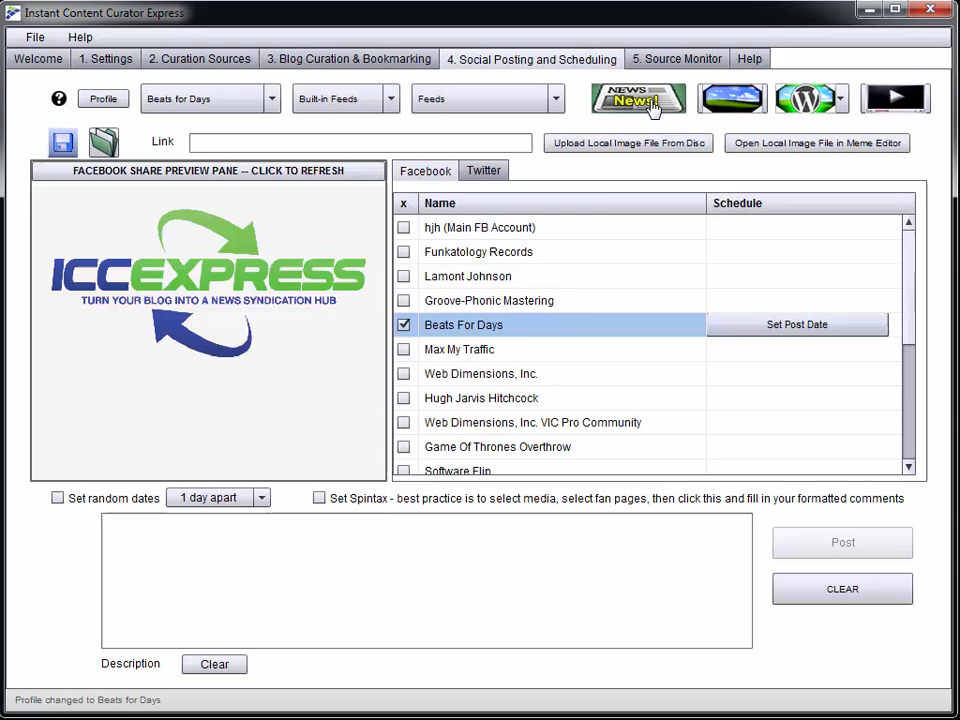 Instant Content Curator Express
File Help
Welcome 1. Settings 2. Curation Sources 3. Blog Curation & Bookmarking 4. Social Posting and Scheduling 5. Source Monitor Help
? Profile Beats for Days Built-in Feeds Feeds NEWS News! W
Link Upload Local Image File From Disc Open Local Image File in Meme Editor
FACEBOOK SHARE PREVIEW PANE -- CLICK TO REFRESH
ICCEXPRESS
TURN YOUR BLOG INTO A NEWS SYNDICATION HUB
Facebook Twitter
x Name Schedule
hjh (Main FB Account)
Funkatology Records
Lamont Johnson
Groove-Phonic Mastering
Beats For Days Set Post Date
Max My Traffic
Web Dimensions, Inc.
Hugh Jarvis Hitchcock
Web Dimensions, Inc. VIC Pro Community
Game Of Thrones Overthrow
Software Flip
Set random dates 1 day apart Set Spintax - best practice is to select media, select fan pages, then click this and fill in your formatted comments
Post
CLEAR
Description Clear
Profile changed to Beats for Days